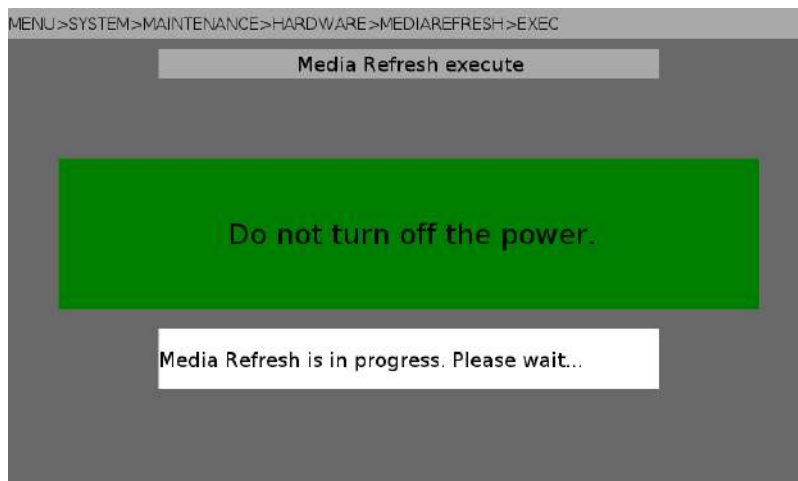 MENU>SYSTEM>MAINTENANCE>HARDWARE>MEDIAREFRESH>EXEC
Media Refresh execute
Do not turn off the power.
Media Refresh is in progress. Please wait...